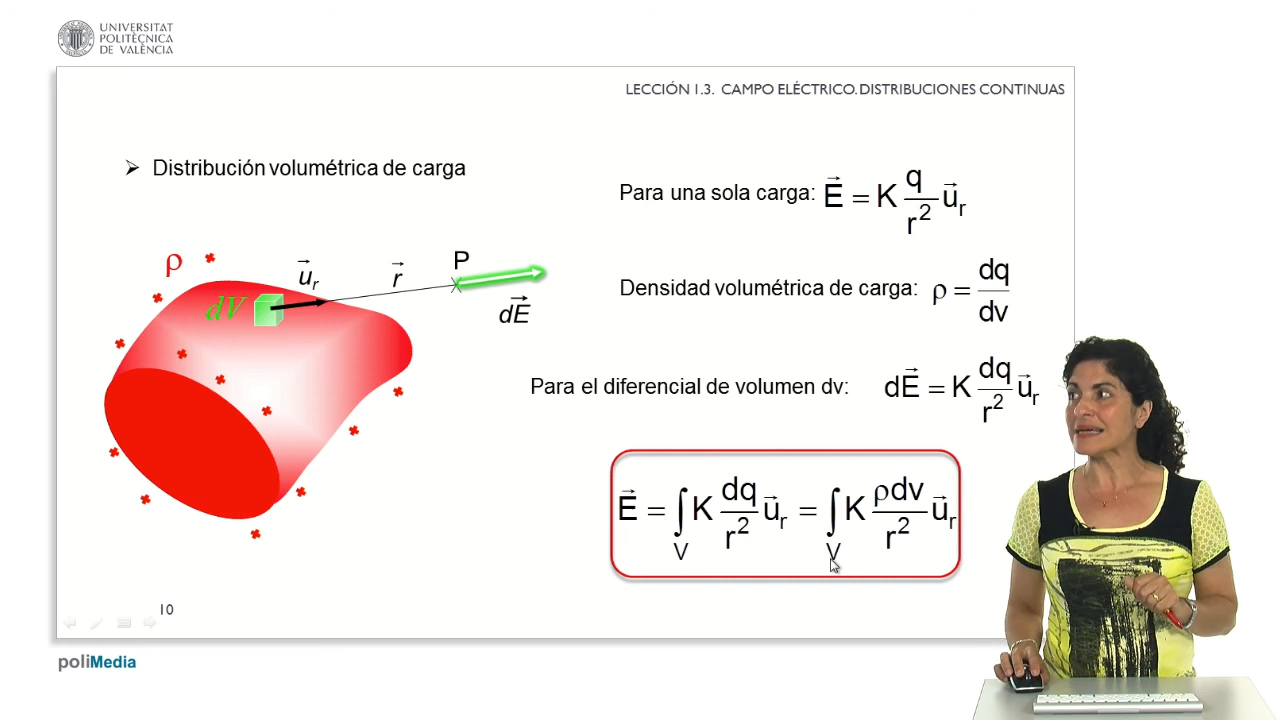 UNIVERSITAT
POLITÈCNICA
DE VALÈNCIA
LECCIÓN 1.3. CAMPO ELÉCTRICO. DISTRIBUCIONES CONTINUAS
➢ Distribución volumétrica de carga
Para una sola carga: E⃗ = K q/r² u⃗ᵣ
ρ
u⃗ᵣ
r⃗
P
dV
dE⃗
Densidad volumétrica de carga: ρ = dq/dv
Para el diferencial de volumen dv: dE⃗ = K dq/r² u⃗ᵣ
E⃗ = ∫_V K dq/r² u⃗ᵣ = ∫_V K ρdv/r² u⃗ᵣ
10
poliMedia